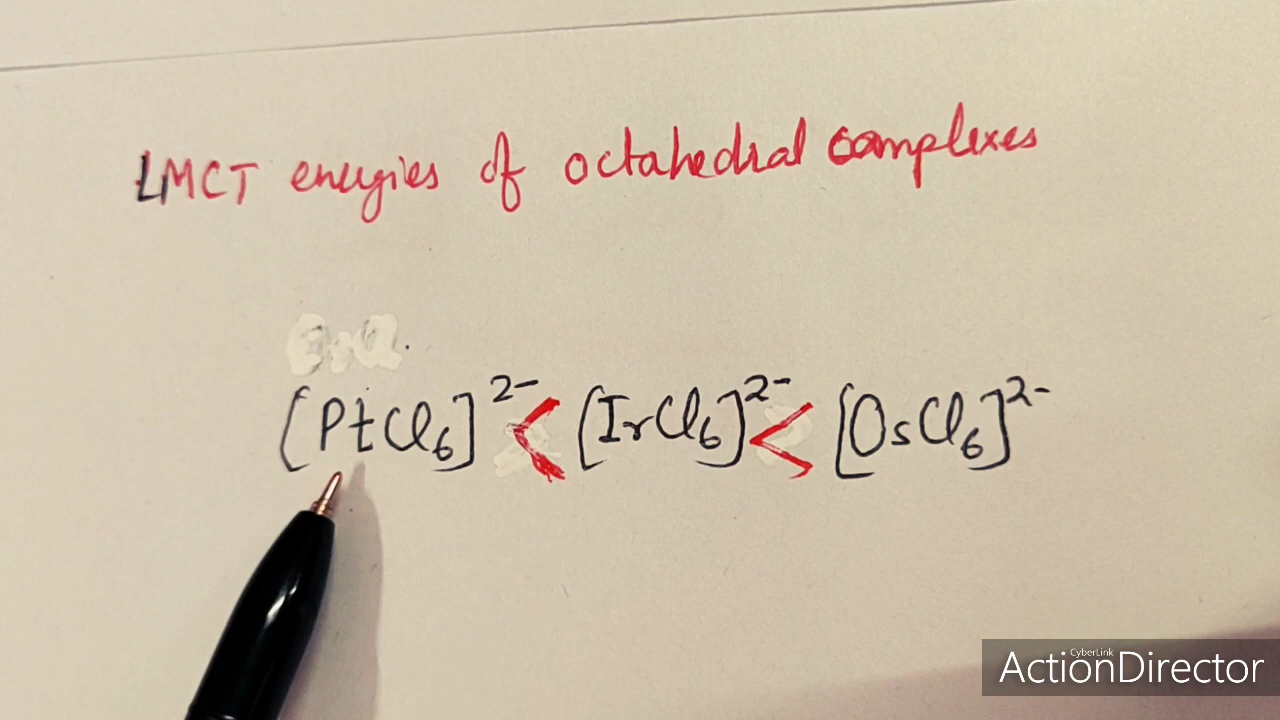 LMCT energies of octahedral complexes
[PtCl6]2- < [IrCl6]2- < [OsCl6]2-
CyberLink
ActionDirector